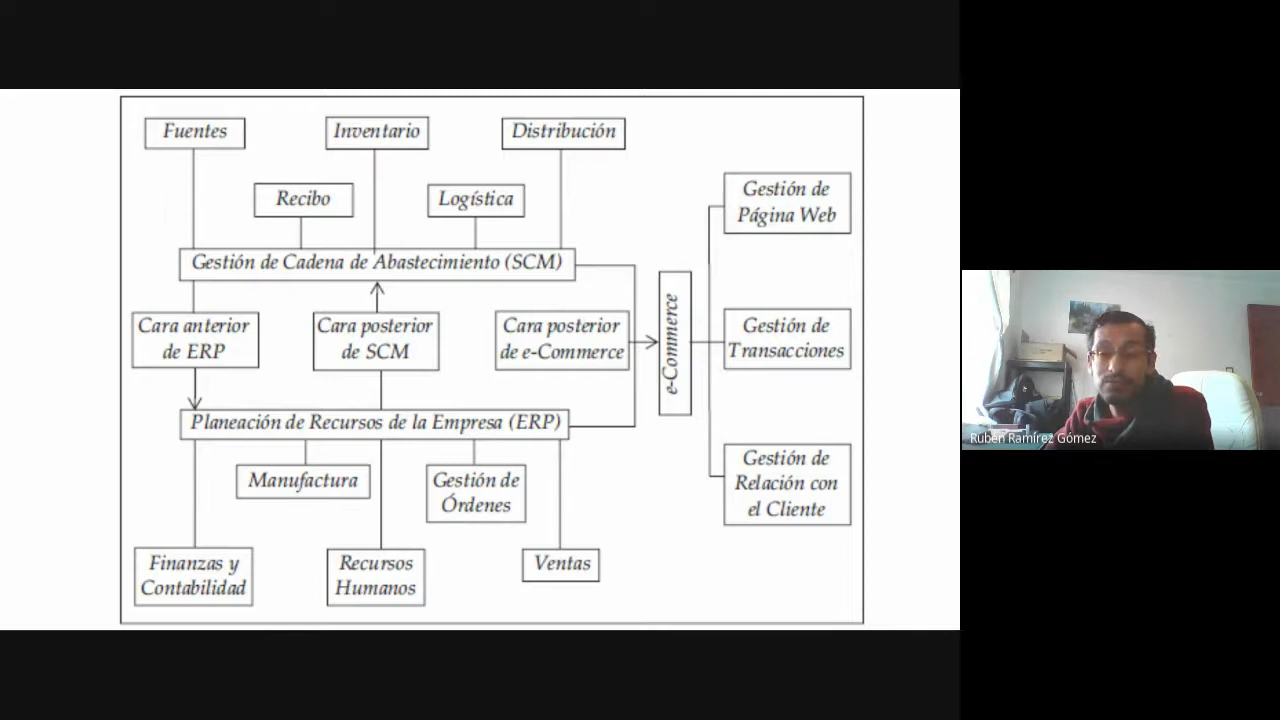 Fuentes
Inventario
Distribución
Recibo
Logística
Gestión de Cadena de Abastecimiento (SCM)
Cara anterior
de ERP
Cara posterior
de SCM
Cara posterior
de e-Commerce
e-Commerce
Gestión de
Página Web
Gestión de
Transacciones
Gestión de
Relación con
el Cliente
Planeación de Recursos de la Empresa (ERP)
Manufactura
Gestión de
Órdenes
Finanzas y
Contabilidad
Recursos
Humanos
Ventas
Rubén Ramírez Gómez